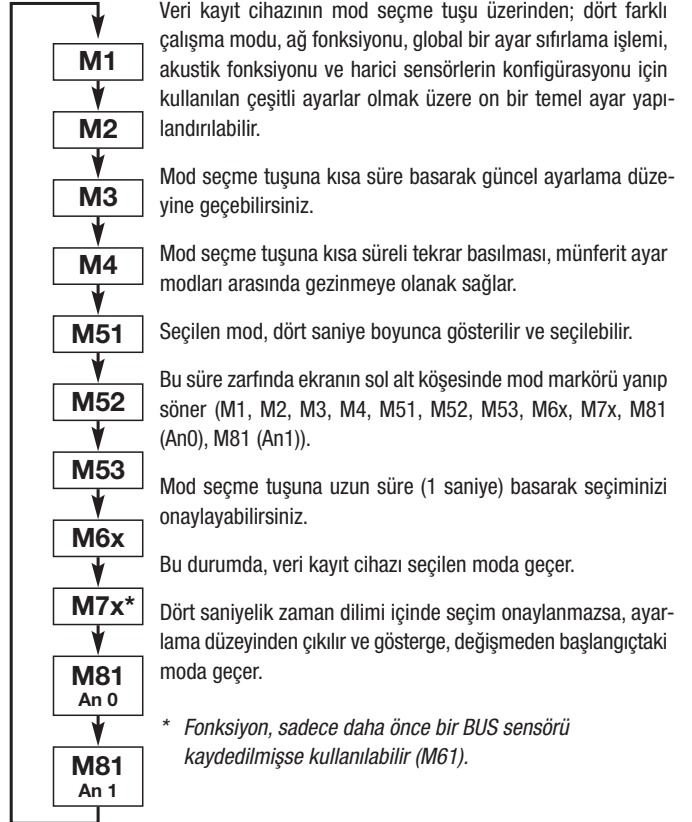 M1
M2
M3
M4
M51
M52
M53
M6x
M7x*
M81
An 0
M81
An 1
Veri kayıt cihazının mod seçme tuşu üzerinden; dört farklı
çalışma modu, ağ fonksiyonu, global bir ayar sıfırlama işlemi,
akustik fonksiyonu ve harici sensörlerin konfigürasyonu için
kullanılan çeşitli ayarlar olmak üzere on bir temel ayar yapı-
landırılabilir.
Mod seçme tuşuna kısa süre basarak güncel ayarlama düze-
yine geçebilirsiniz.
Mod seçme tuşuna kısa süreli tekrar basılması, münferit ayar
modları arasında gezinmeye olanak sağlar.
Seçilen mod, dört saniye boyunca gösterilir ve seçilebilir.
Bu süre zarfında ekranın sol alt köşesinde mod markörü yanıp
söner (M1, M2, M3, M4, M51, M52, M53, M6x, M7x, M81
(An0), M81 (An1)).
Mod seçme tuşuna uzun süre (1 saniye) basarak seçiminizi
onaylayabilirsiniz.
Bu durumda, veri kayıt cihazı seçilen moda geçer.
Dört saniyelik zaman dilimi içinde seçim onaylanmazsa, ayar-
lama düzeyinden çıkılır ve gösterge, değişmeden başlangıçtaki
moda geçer.
* Fonksiyon, sadece daha önce bir BUS sensörü
kaydedilmişse kullanılabilir (M61).